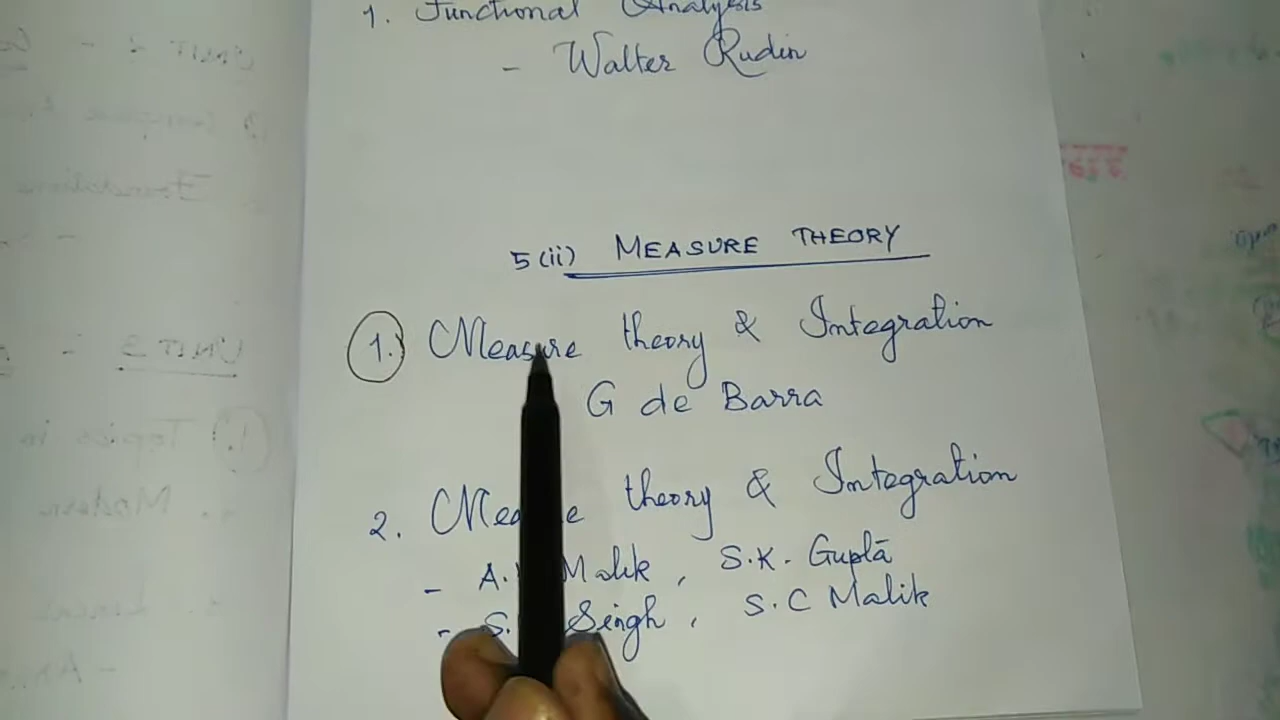 1. Functional Analysis
- Walter Rudin
5(ii) MEASURE THEORY
1. Measure theory & Integration
G de Barra
2. theory & Integration
- A. Malik, S.K. Gupta
- S. Singh, S.C Malik